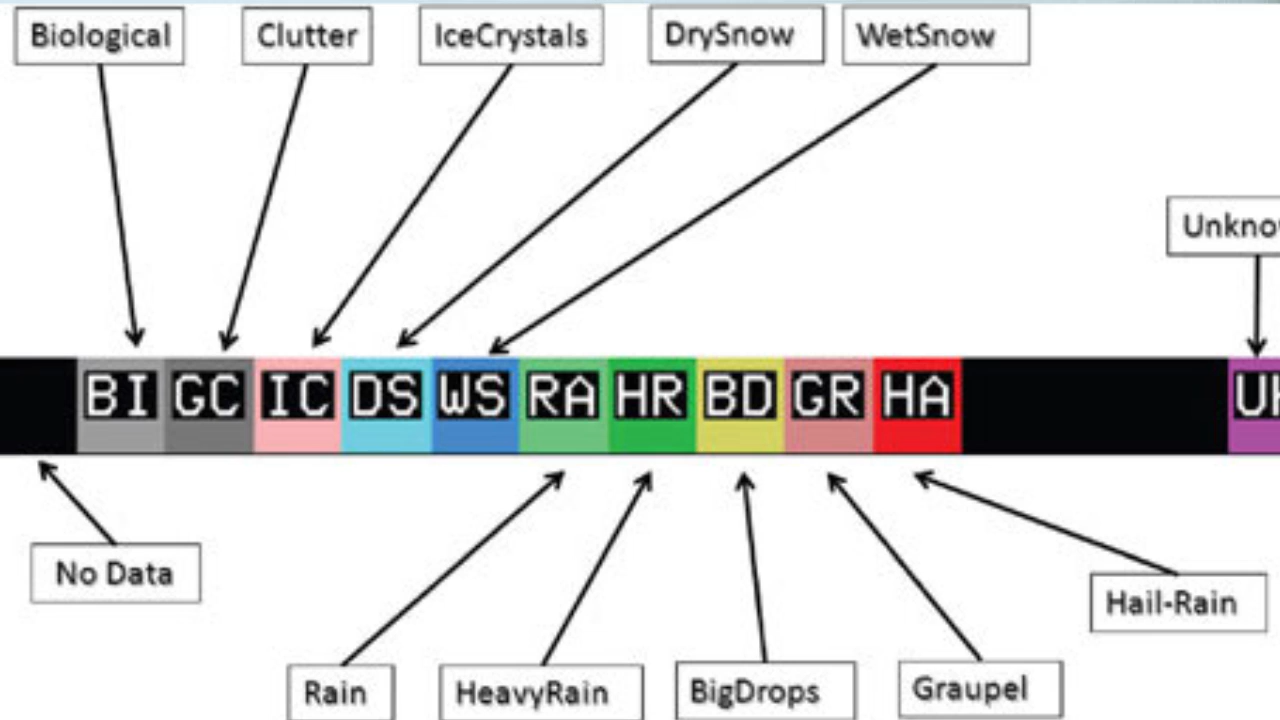 Biological
Clutter
IceCrystals
DrySnow
WetSnow
BI GC IC DS WS RA HR BD GR HA
No Data
Hail-Rain
Rain
HeavyRain
BigDrops
Graupel